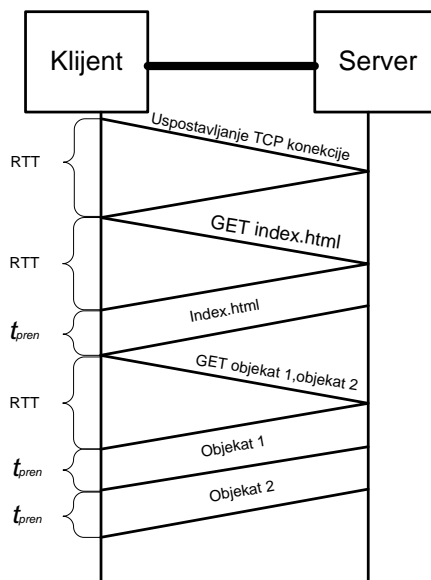 Klijent
Server
Uspostavljanje TCP konekcije
RTT
GET index.html
RTT
Index.html
tpren
GET objekat 1,objekat 2
RTT
Objekat 1
tpren
Objekat 2
tpren